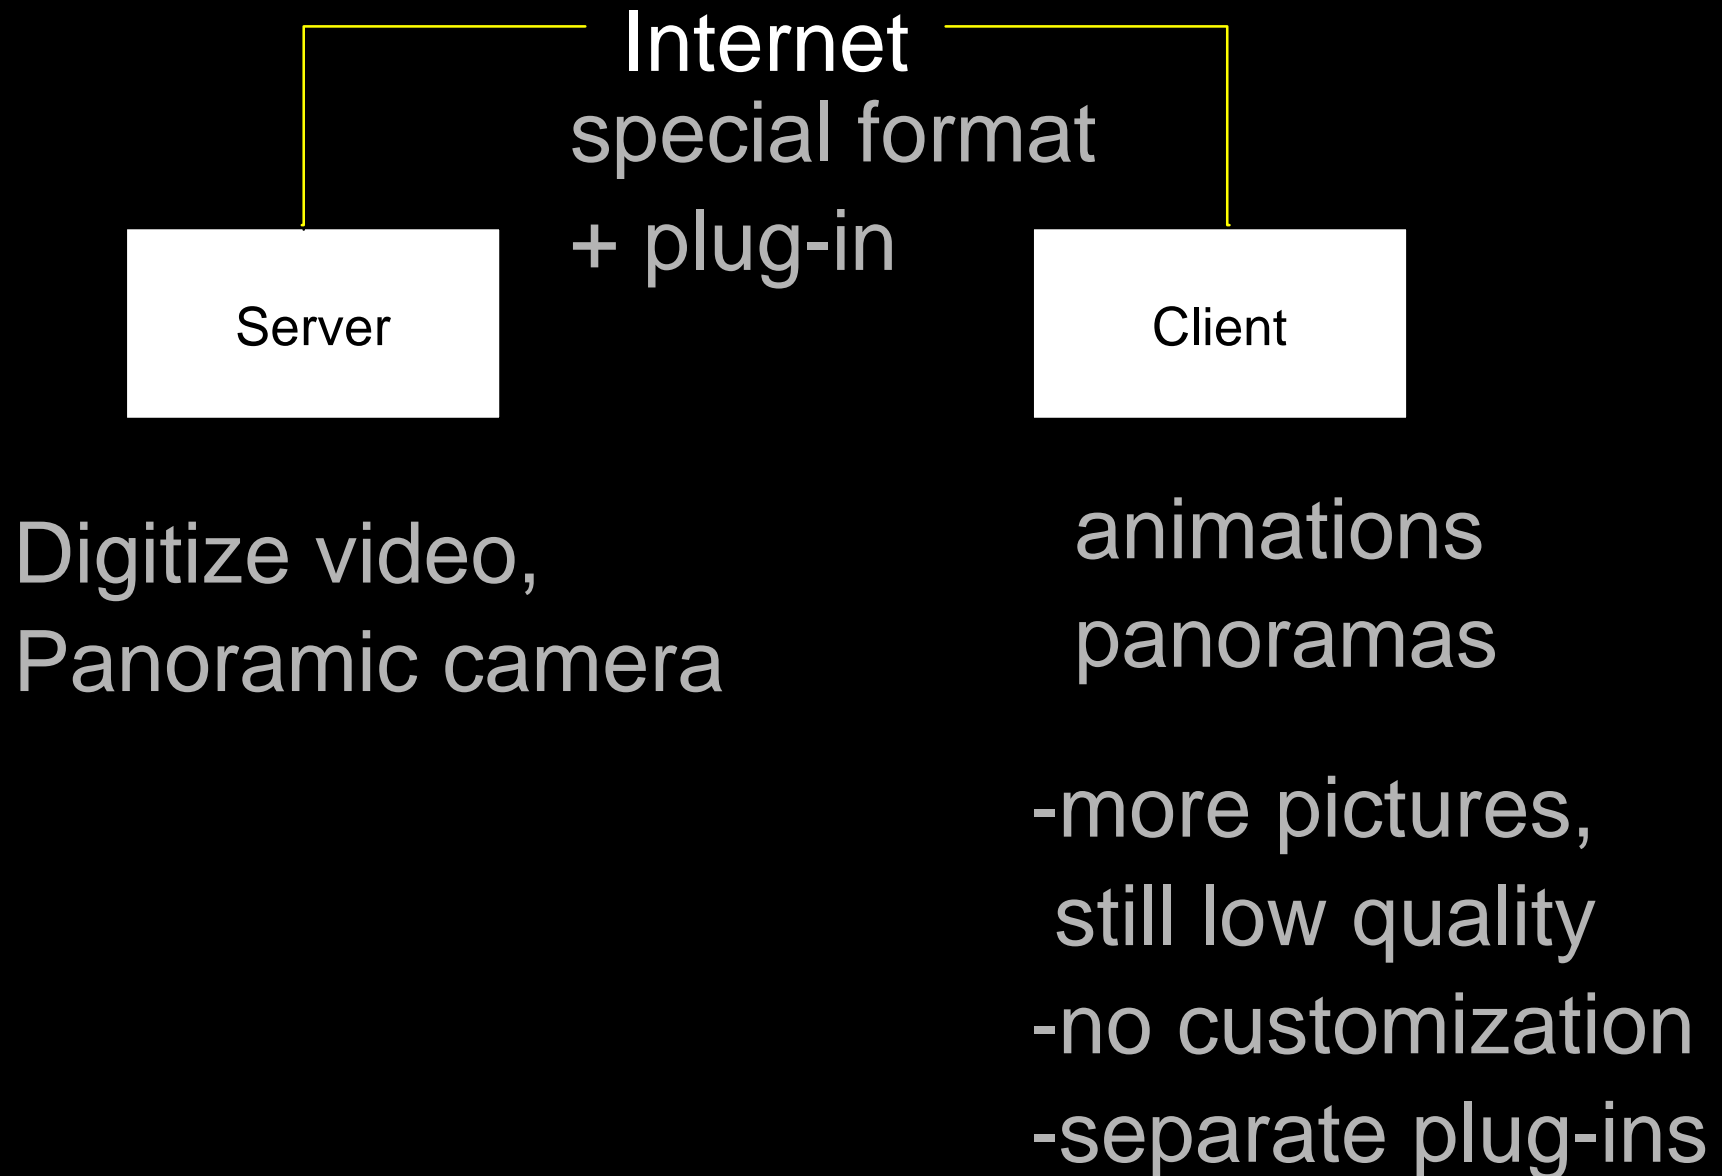 Internet
special format
+ plug-in
Server
Client
Digitize video,
Panoramic camera
animations
panoramas
-more pictures,
still low quality
-no customization
-separate plug-ins